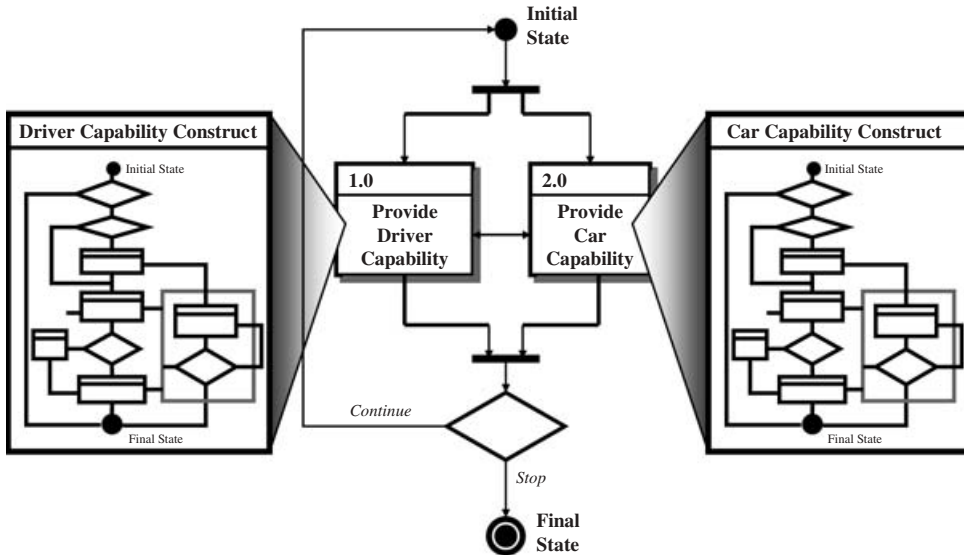 Initial
State
Driver Capability Construct
Initial State
Final State
1.0
Provide
Driver
Capability
2.0
Provide
Car
Capability
Car Capability Construct
Initial State
Final State
Continue
Stop
Final
State